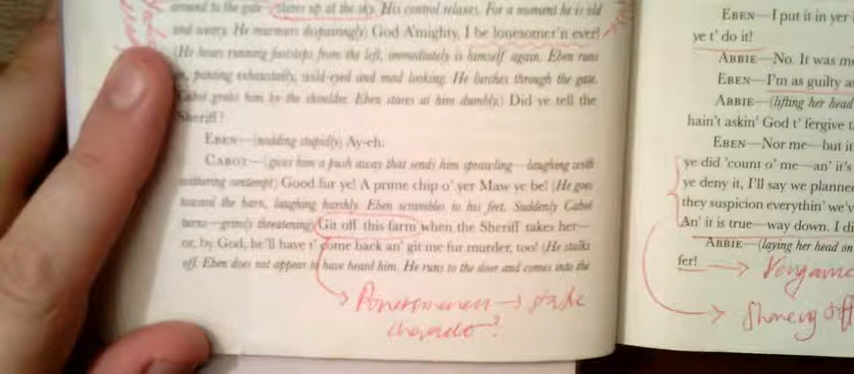 around to the gate—stares up at the sky. His control relaxes. For a moment he is old
and weary. He murmurs despairingly) God A'mighty, I be lonesomer'n ever!
(He hears running footsteps from the left, immediately is himself again. Eben runs
in, panting exhaustedly, wild-eyed and mad looking. He lurches through the gate.
Cabot grabs him by the shoulder. Eben stares at him dumbly) Did ye tell the
Sheriff?
EBEN—(nodding stupidly) Ay-eh.
CABOT—(gives him a push away that sends him sprawling—laughing with
withering contempt) Good fur ye! A prime chip o' yer Maw ye be! (He goes
toward the barn, laughing harshly. Eben scrambles to his feet. Suddenly Cabot
turns—grimly threatening) Git off this farm when the Sheriff takes her—
or, by God, he'll have t' come back an' git me fur murder, too! (He stalks
off. Eben does not appear to have heard him. He runs to the door and comes into the
EBEN—I put it in yer
ye t' do it!
ABBIE—No. It was m
EBEN—I'm as guilty a
ABBIE—(lifting her head
hain't askin' God t' fergive t
EBEN—Nor me—but it
ye did 'count o' me—an' it's
ye deny it, I'll say we planne
they suspicion everythin' we'v
An' it is true—way down. I di
ABBIE—(laying her head on
fer!